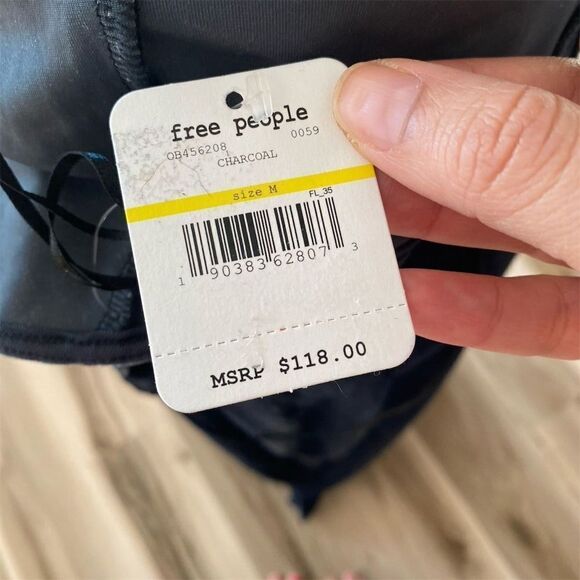 free people
OB456208 0059
CHARCOAL
size M
FL_35
1 90383 62807 3
MSRP $118.00